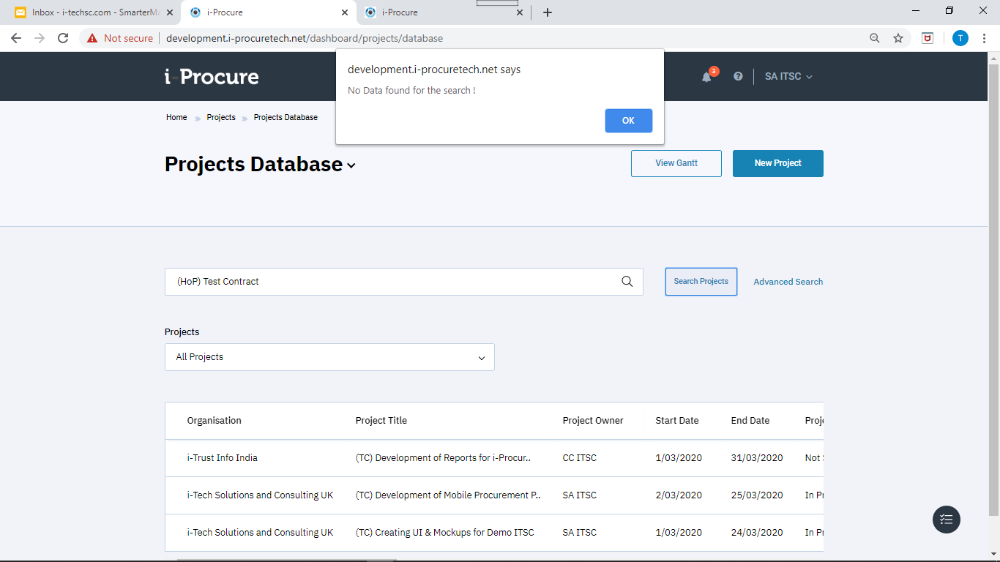 Inbox - i-techsc.com - SmarterMa
i-Procure
i-Procure
Not secure
development.i-procuretech.net/dashboard/projects/database
T
development.i-procuretech.net says
No Data found for the search !
OK
i-Procure
3
SA ITSC
Home » Projects » Projects Database
Projects Database
View Gantt
New Project
(HoP) Test Contract
Search Projects
Advanced Search
Projects
All Projects
Organisation Project Title Project Owner Start Date End Date Proje
i-Trust Info India (TC) Development of Reports for i-Procur.. CC ITSC 1/03/2020 31/03/2020 Not
i-Tech Solutions and Consulting UK (TC) Development of Mobile Procurement P.. SA ITSC 2/03/2020 25/03/2020 In Pr
i-Tech Solutions and Consulting UK (TC) Creating UI & Mockups for Demo ITSC SA ITSC 1/03/2020 24/03/2020 In Pr